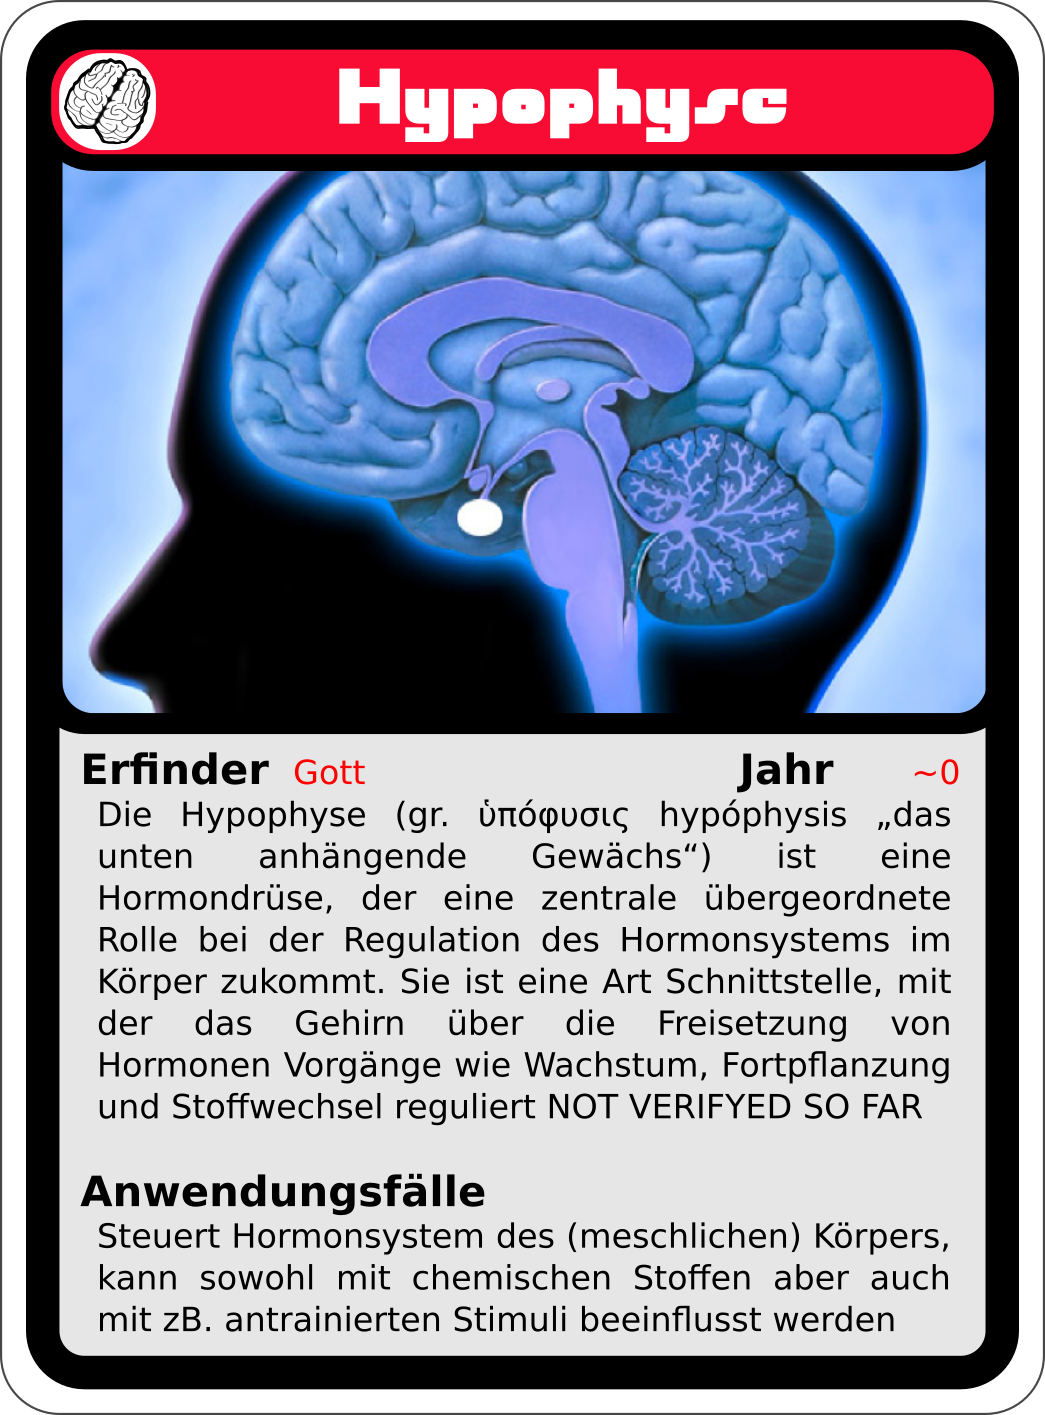 Hypophyse
Erfinder Gott Jahr ~0
Die Hypophyse (gr. ὑπόφυσις hypóphysis „das
unten anhängende Gewächs“) ist eine
Hormondrüse, der eine zentrale übergeordnete
Rolle bei der Regulation des Hormonsystems im
Körper zukommt. Sie ist eine Art Schnittstelle, mit
der das Gehirn über die Freisetzung von
Hormonen Vorgänge wie Wachstum, Fortpflanzung
und Stoffwechsel reguliert NOT VERIFYED SO FAR
Anwendungsfälle
Steuert Hormonsystem des (meschlichen) Körpers,
kann sowohl mit chemischen Stoffen aber auch
mit zB. antrainierten Stimuli beeinflusst werden